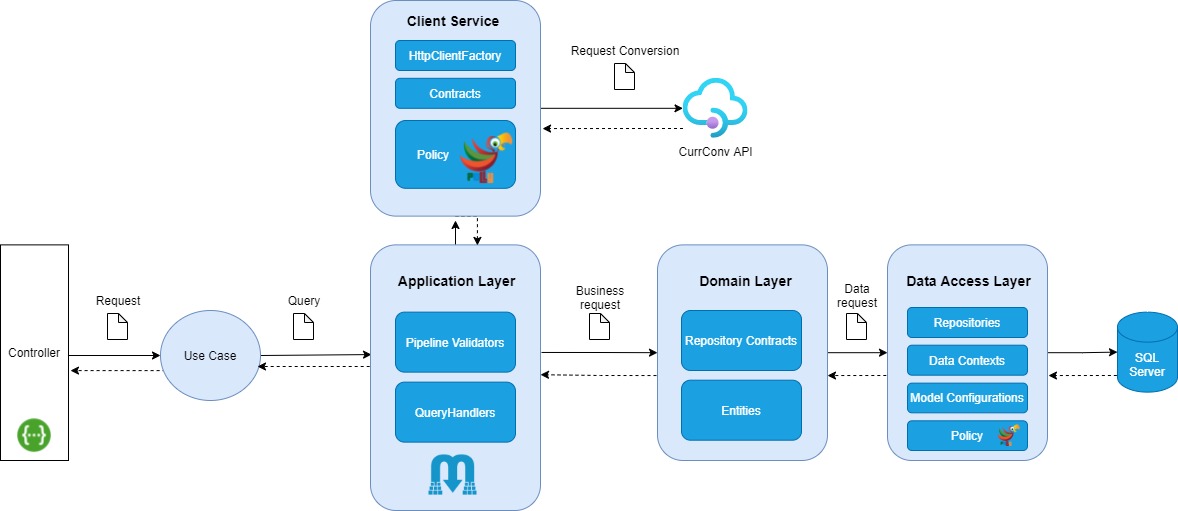 Client Service
HttpClientFactory
Contracts
Policy
Request Conversion
CurrConv API
Controller
Request
Use Case
Query
Application Layer
Pipeline Validators
QueryHandlers
Business
request
Domain Layer
Repository Contracts
Entities
Data
request
Data Access Layer
Repositories
Data Contexts
Model Configurations
Policy
SQL
Server